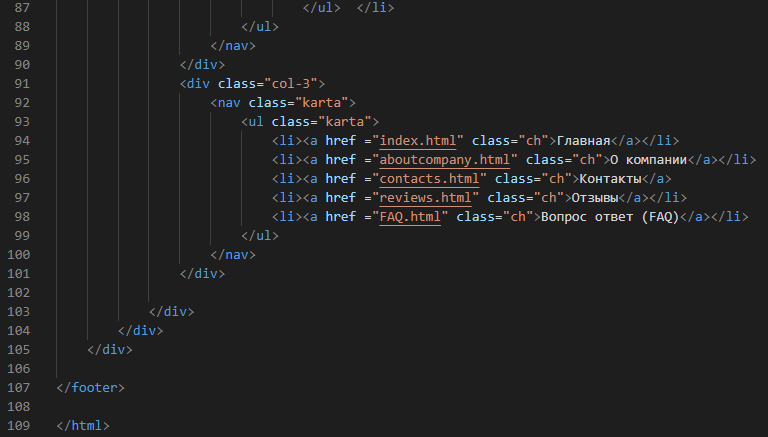 87 </ul> </li>
88 </ul>
89 </nav>
90 </div>
91 <div class="col-3">
92 <nav class="karta">
93 <ul class="karta">
94 <li><a href ="index.html" class="ch">Главная</a></li>
95 <li><a href ="aboutcompany.html" class="ch">О компании</a></li>
96 <li><a href ="contacts.html" class="ch">Контакты</a>
97 <li><a href ="reviews.html" class="ch">Отзывы</a></li>
98 <li><a href ="FAQ.html" class="ch">Вопрос ответ (FAQ)</a></li>
99 </ul>
100 </nav>
101 </div>
102
103 </div>
104 </div>
105 </div>
106
107 </footer>
108
109 </html>